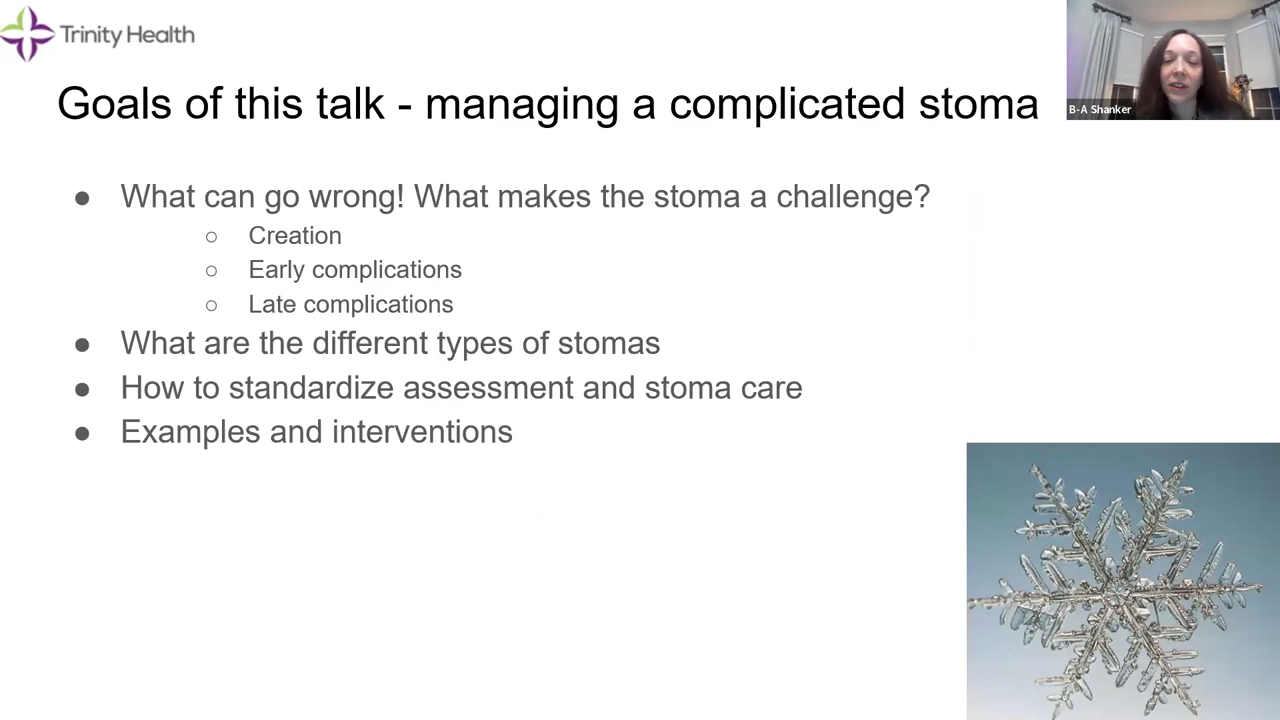 Trinity Health
B-A Shanker
Goals of this talk - managing a complicated stoma
● What can go wrong! What makes the stoma a challenge?
○ Creation
○ Early complications
○ Late complications
● What are the different types of stomas
● How to standardize assessment and stoma care
● Examples and interventions